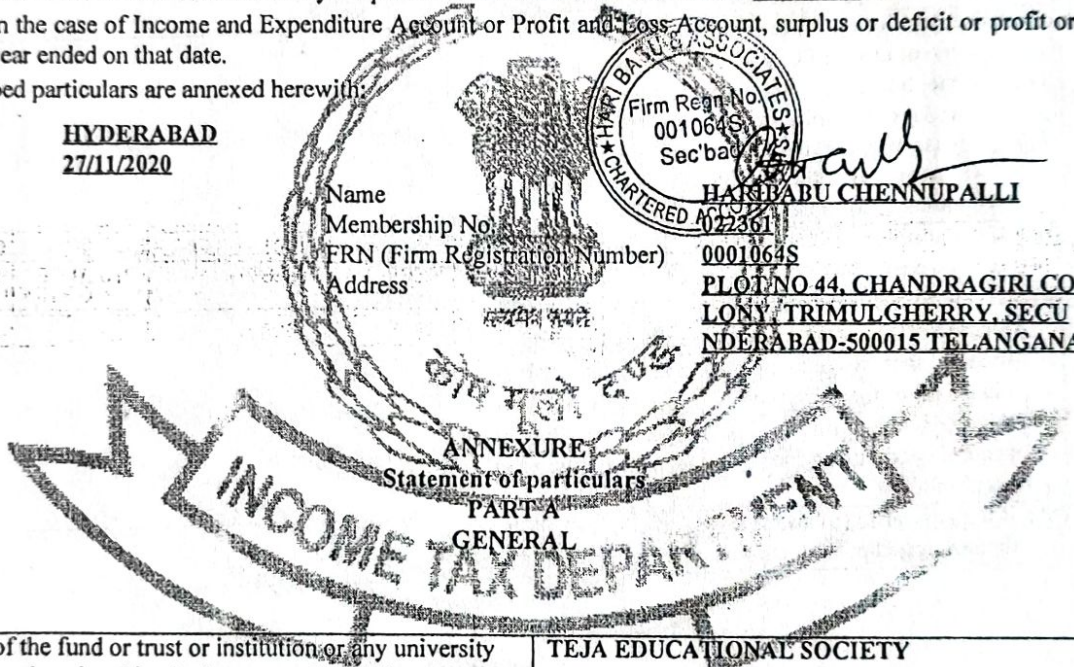 n the case of Income and Expenditure Account or Profit and Loss Account, surplus or deficit or profit or
ear ended on that date.
bed particulars are annexed herewith:
HYDERABAD
27/11/2020
HARI BABU & ASSOCIATES
CHARTERED
Firm Regn No.
001064S
Sec'bad
Name HARIBABU CHENNUPALLI
Membership No. 022361
FRN (Firm Registration Number) 0001064S
Address PLOT NO 44, CHANDRAGIRI CO
LONY, TRIMULGHERRY, SECU
NDERABAD-500015 TELANGANA
सत्यमेव जयते
कोष मूलो दण्ड
ANNEXURE
Statement of particulars
PART A
GENERAL
INCOME TAX DEPARTMENT
of the fund or trust or institution or any university TEJA EDUCATIONAL SOCIETY